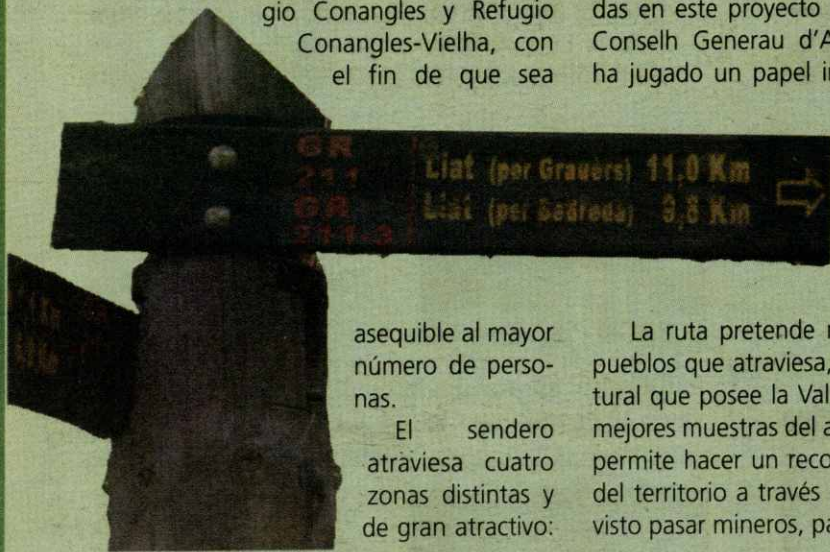 gio Conangles y Refugio
Conangles-Vielha, con
el fin de que sea
das en este proyecto
Conselh Generau d'A
ha jugado un papel
GR
211
Liat (per Grauèrs) 11,0 Km
GR
211-3
Liat (per Sedreda) 9,8 Km
asequible al mayor
número de perso-
nas.
El sendero
atraviesa cuatro
zonas distintas y
de gran atractivo:
La ruta pretende
pueblos que atraviesa,
tural que posee la Val
mejores muestras del a
permite hacer un reco
del territorio a través
visto pasar mineros, pa